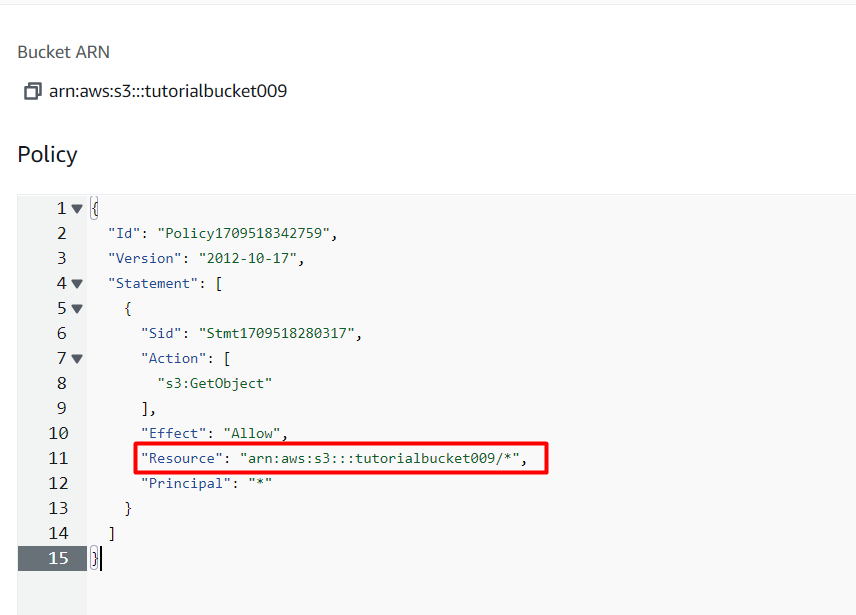 Bucket ARN
arn:aws:s3:::tutorialbucket009
Policy
1 {
2 "Id": "Policy1709518342759",
3 "Version": "2012-10-17",
4 "Statement": [
5 {
6 "Sid": "Stmt1709518280317",
7 "Action": [
8 "s3:GetObject"
9 ],
10 "Effect": "Allow",
11 "Resource": "arn:aws:s3:::tutorialbucket009/*",
12 "Principal": "*"
13 }
14 ]
15 }